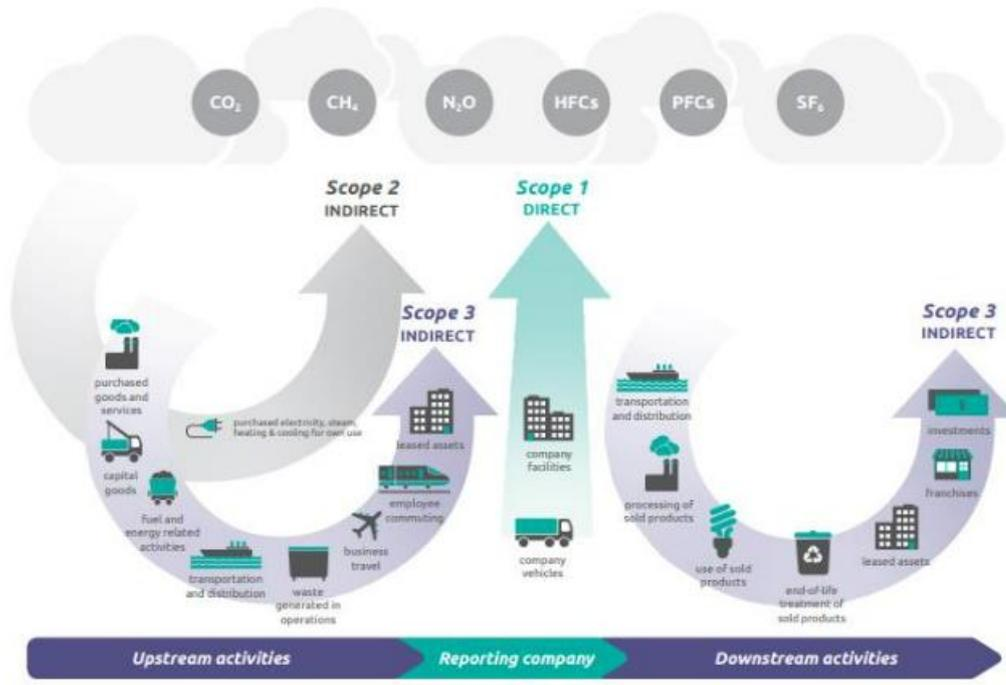 CO₂
CH₄
N₂O
HFCs
PFCs
SF₆
Scope 2
INDIRECT
Scope 1
DIRECT
Scope 3
INDIRECT
Scope 3
INDIRECT
purchased
goods and
services
capital
goods
fuel and
energy related
activities
transportation
and distribution
waste
generated in
operations
business
travel
employee
commuting
leased assets
purchased electricity, steam,
heating & cooling for own use
company
facilities
company
vehicles
transportation
and distribution
processing of
sold products
use of sold
products
end-of-life
treatment of
sold products
leased assets
franchises
investments
Upstream activities
Reporting company
Downstream activities